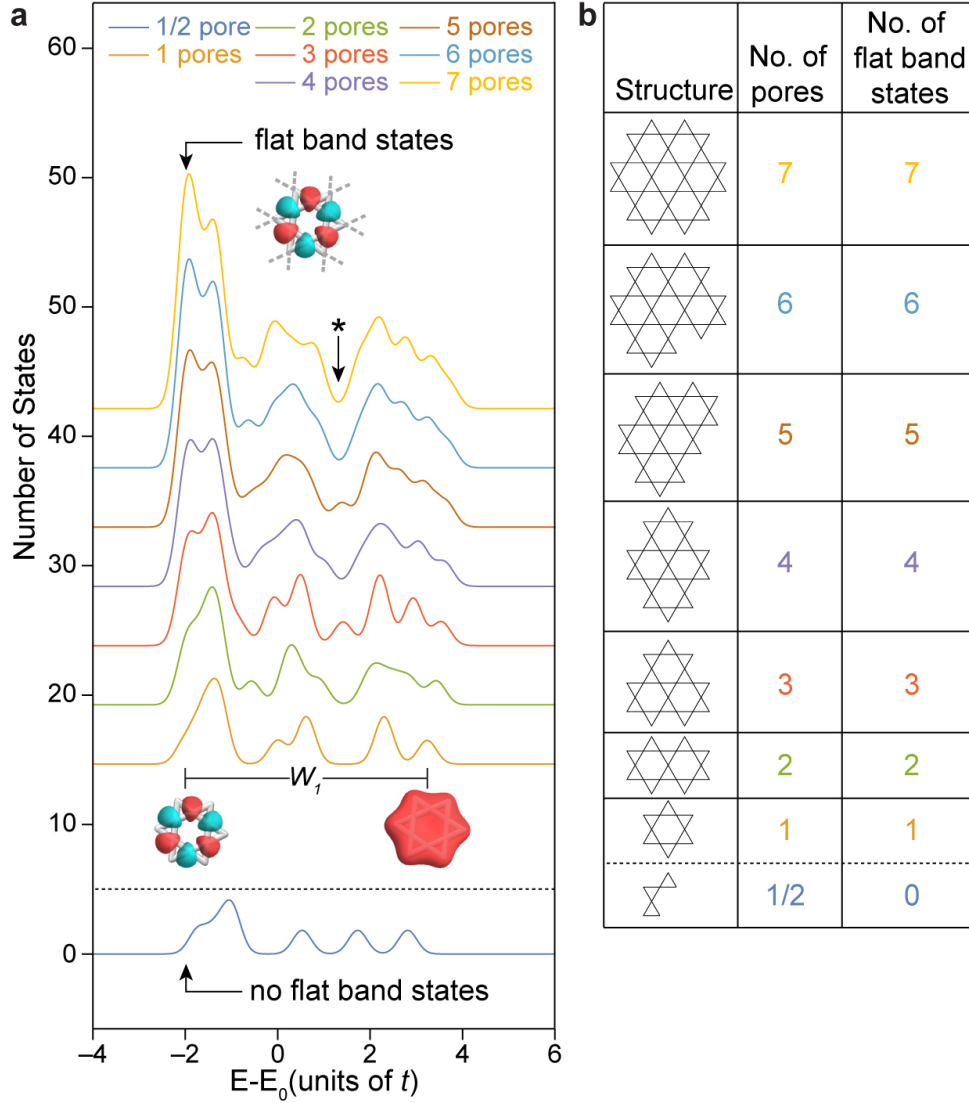 a
1/2 pore
2 pores
5 pores
1 pores
3 pores
6 pores
4 pores
7 pores
flat band states
*
W1
no flat band states
Number of States
60
50
50
40
30
20
10
0
–4
–2
0
2
4
6
E-E0(units of t)
b
Structure
No. of
pores
No. of
flat band
states
7
7
6
6
5
5
4
4
3
3
2
2
1
1
1/2
0